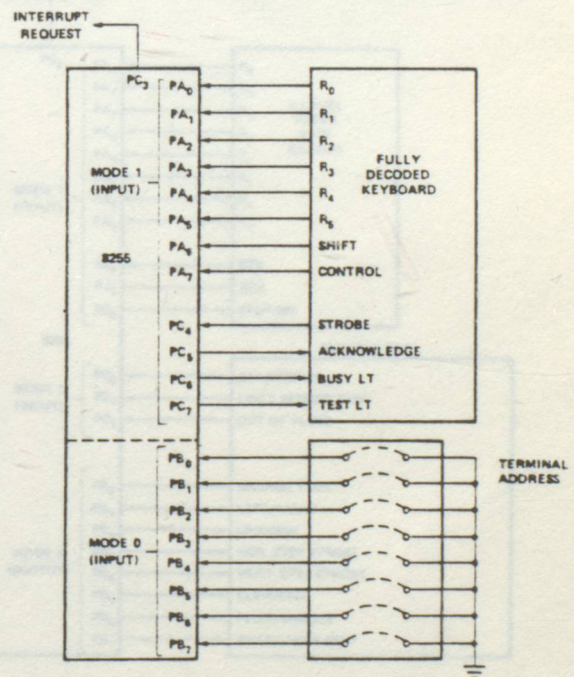 INTERRUPT
REQUEST
PC₃
PA₀ R₀
PA₁ R₁
PA₂ R₂
PA₃ R₃
PA₄ R₄
PA₅ R₅
PA₆ SHIFT
PA₇ CONTROL
MODE 1
(INPUT)
8255
FULLY
DECODED
KEYBOARD
PC₄ STROBE
PC₅ ACKNOWLEDGE
PC₆ BUSY LT
PC₇ TEST LT
MODE 0
(INPUT)
PB₀
PB₁
PB₂
PB₃
PB₄
PB₅
PB₆
PB₇
TERMINAL
ADDRESS